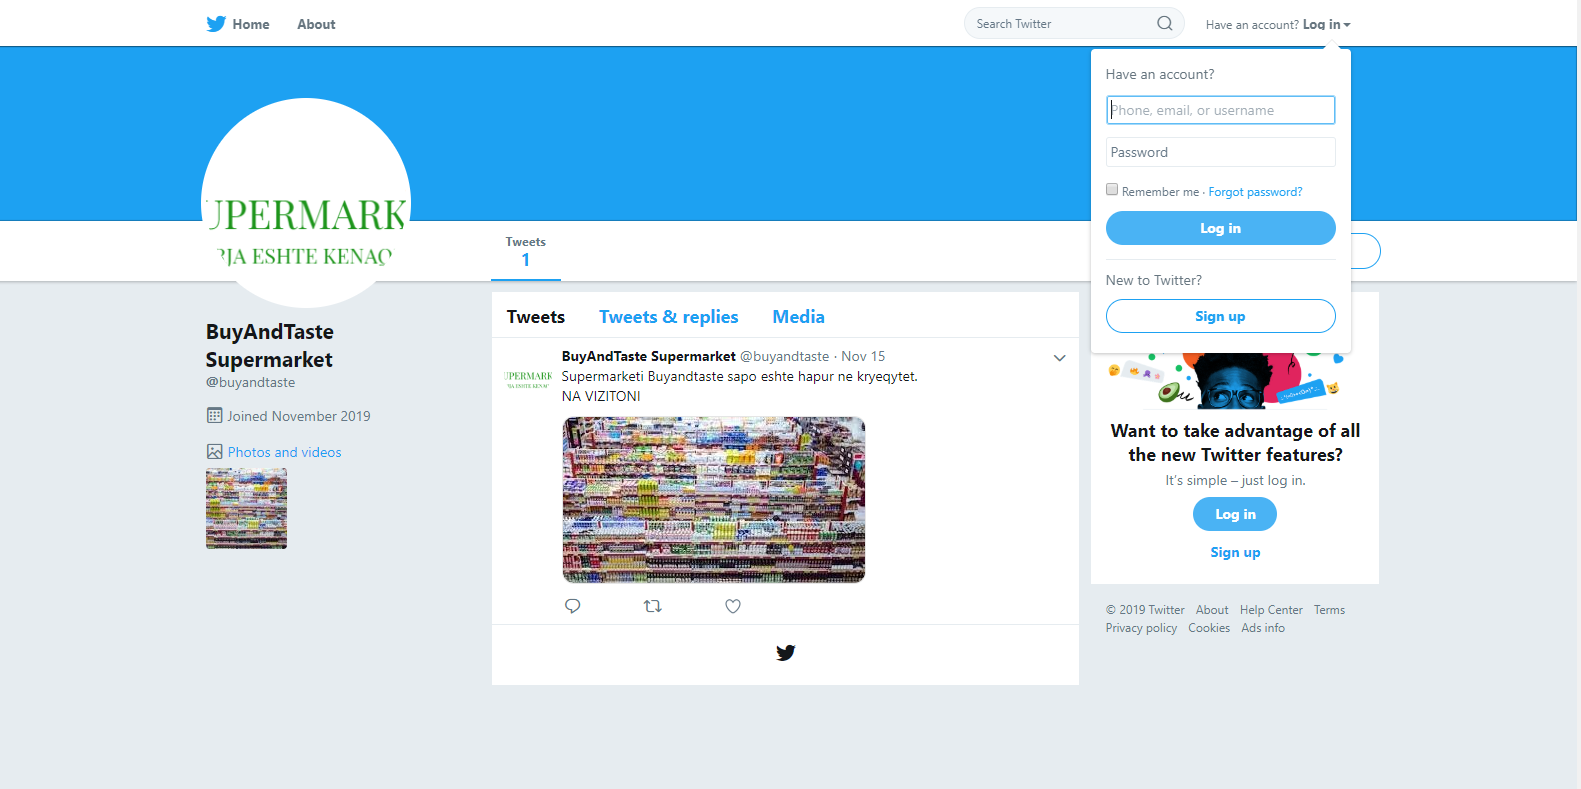 Home
About
Search Twitter
Have an account? Log in
Have an account?
Phone, email, or username
Password
Remember me · Forgot password?
Log in
New to Twitter?
Sign up
UPERMARK
RJA ESHTE KENAQ
Tweets
1
BuyAndTaste
Supermarket
@buyandtaste
Joined November 2019
Photos and videos
Tweets
Tweets & replies
Media
BuyAndTaste Supermarket @buyandtaste · Nov 15
Supermarketi Buyandtaste sapo eshte hapur ne kryeqytet.
NA VIZITONI
UPERMARK
Want to take advantage of all
the new Twitter features?
It's simple – just log in.
Log in
Sign up
© 2019 Twitter About Help Center Terms
Privacy policy Cookies Ads info